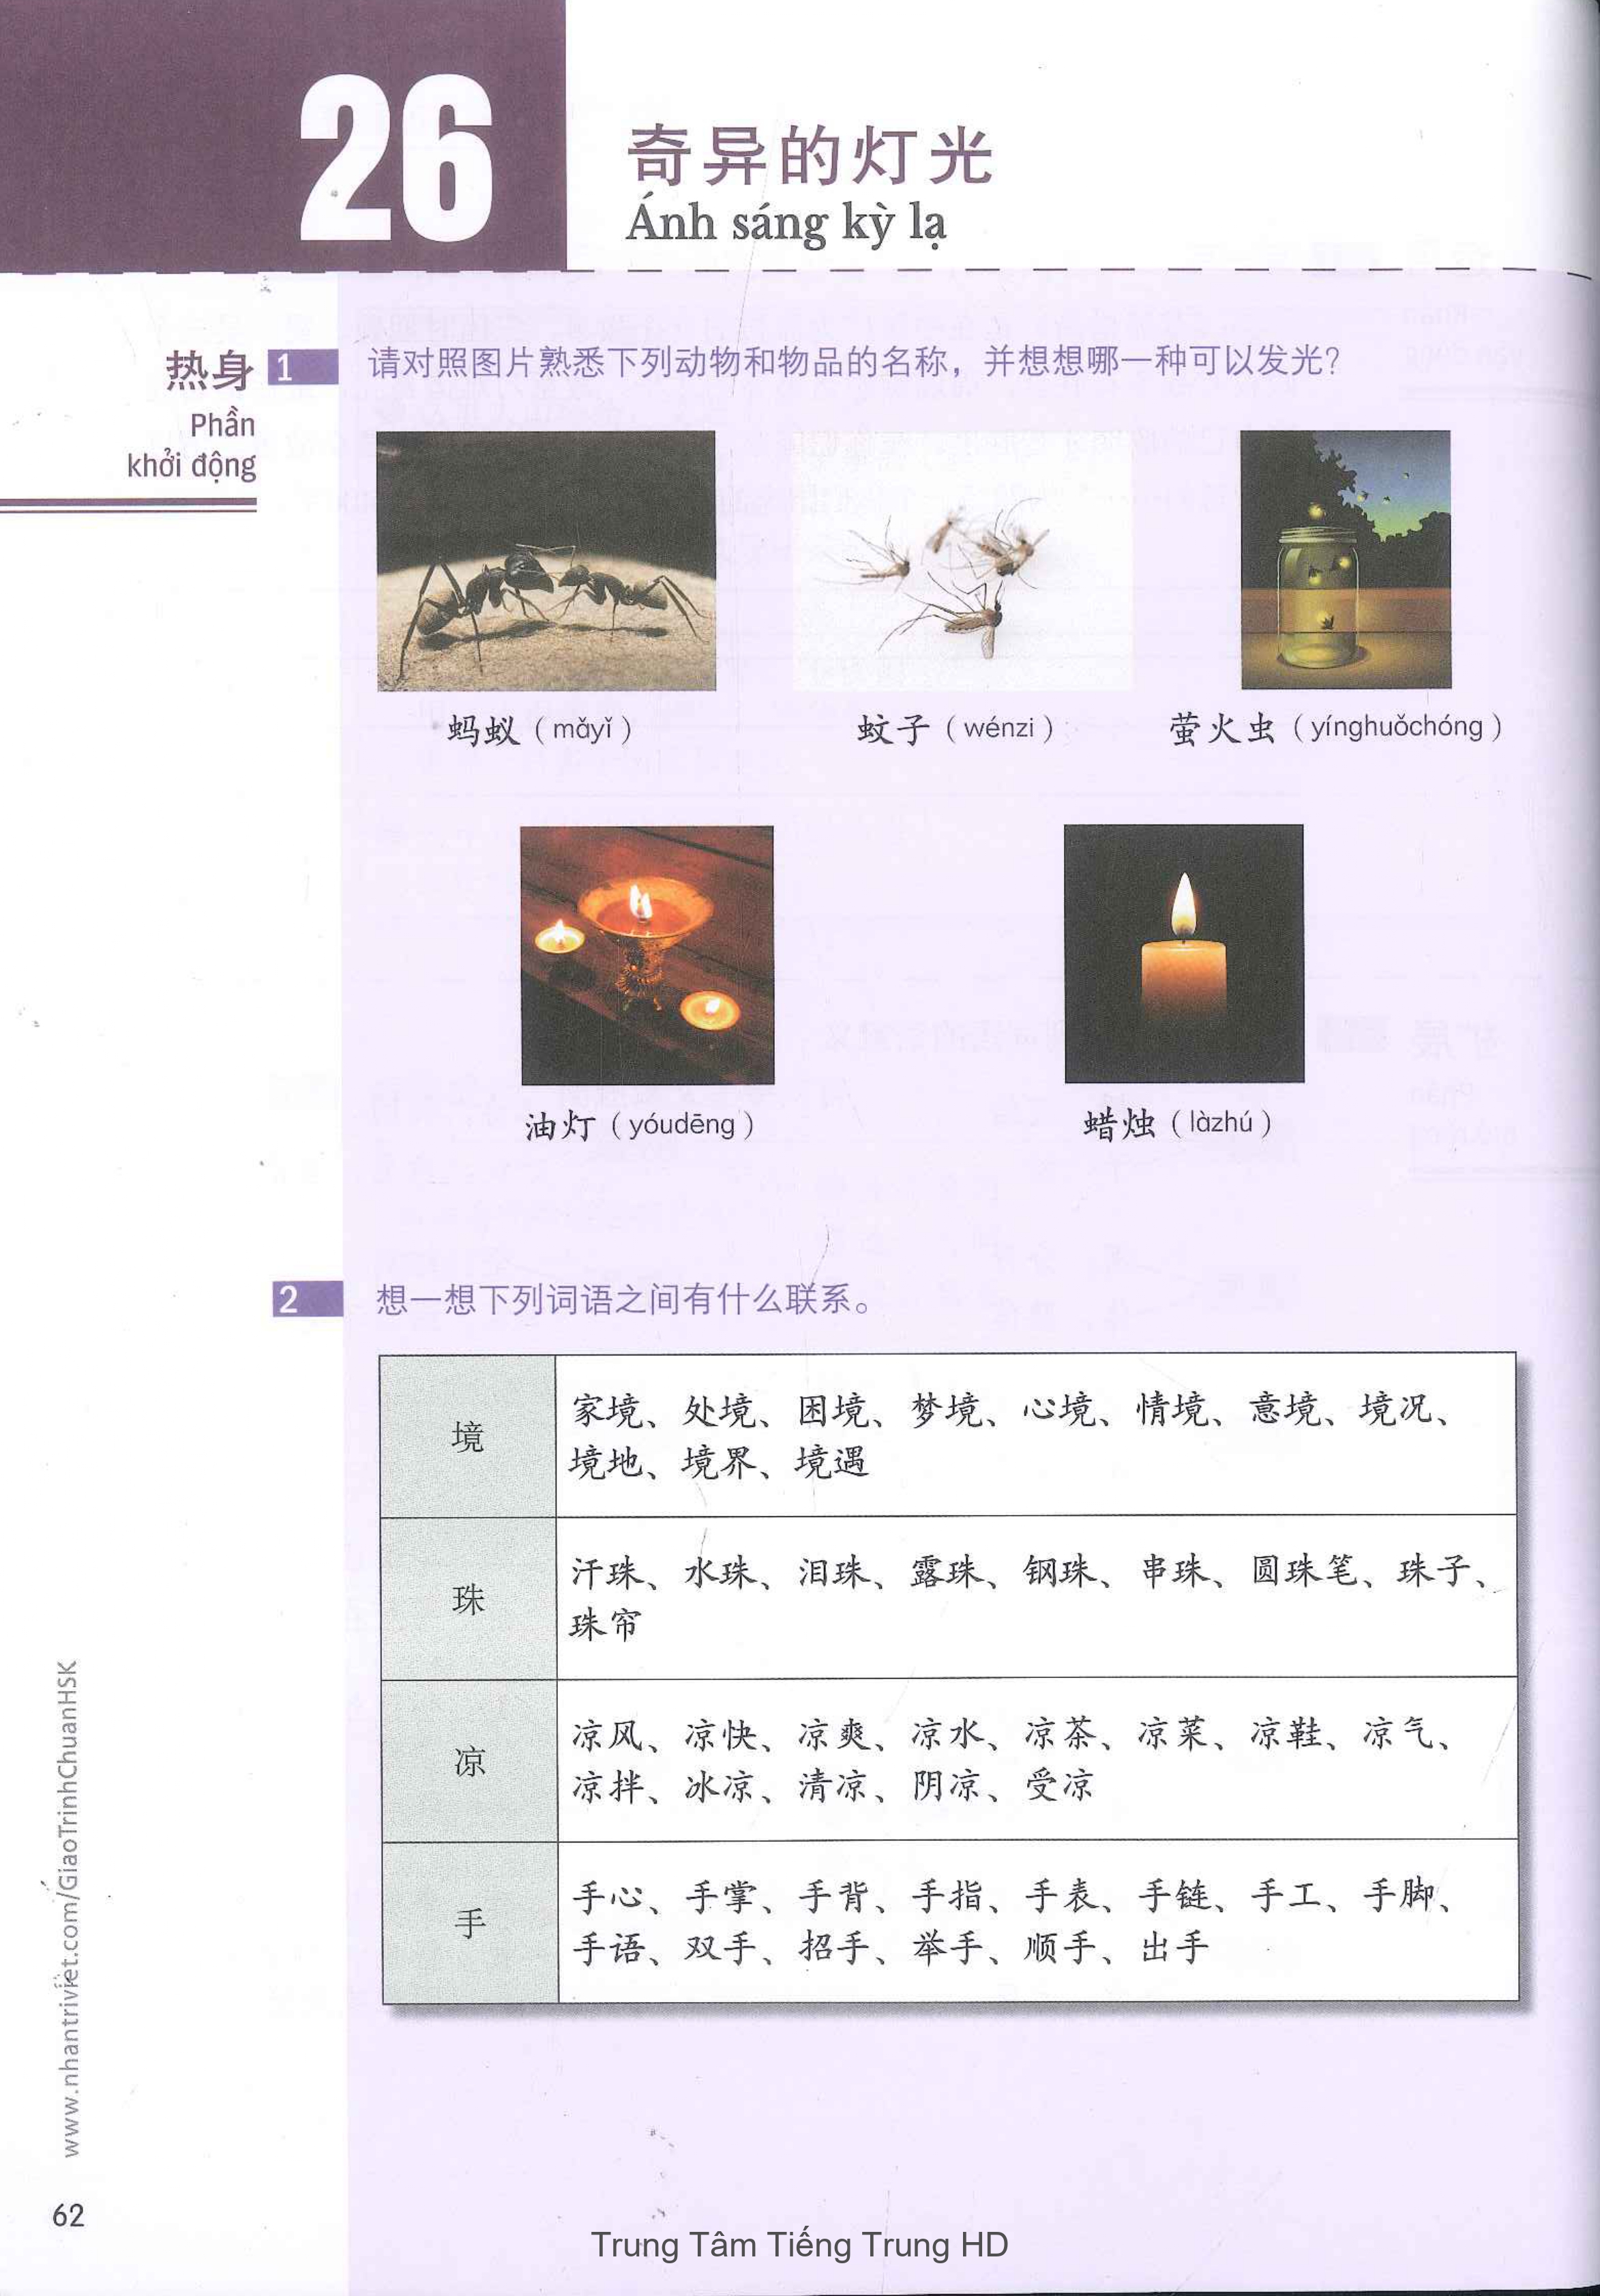 26
奇异的灯光
Ánh sáng kỳ lạ
热身
Phần
khởi động
1 请对照图片熟悉下列动物和物品的名称，并想想哪一种可以发光?
蚂蚁（mǎyǐ） 蚊子（wénzi） 萤火虫（yínghuǒchóng）
油灯（yóudēng） 蜡烛（làzhú）
2 想一想下列词语之间有什么联系。
境
家境、处境、困境、梦境、心境、情境、意境、境况、
境地、境界、境遇
珠
汗珠、水珠、泪珠、露珠、钢珠、串珠、圆珠笔、珠子、
珠帘
凉
凉风、凉快、凉爽、凉水、凉茶、凉菜、凉鞋、凉气、
凉拌、冰凉、清凉、阴凉、受凉
手
手心、手掌、手背、手指、手表、手链、手工、手脚、
手语、双手、招手、举手、顺手、出手
www.nhantriviet.com/GiaoTrinhChuanHSK
62
Trung Tâm Tiếng Trung HD